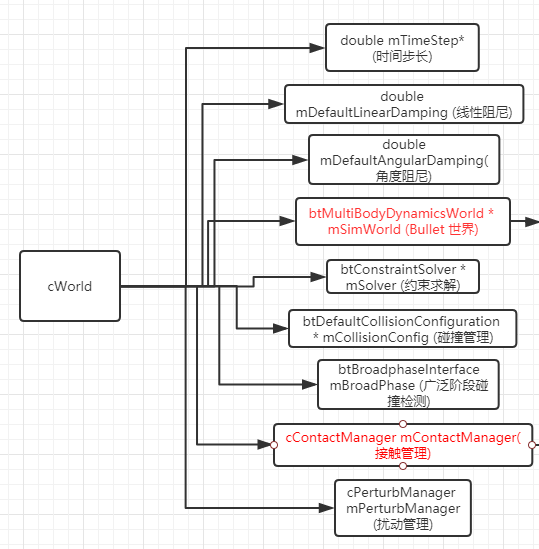 double mTimeStep*
(时间步长)
double
mDefaultLinearDamping (线性阻尼)
double
mDefaultAngularDamping(
角度阻尼)
btMultiBodyDynamicsWorld *
mSimWorld (Bullet 世界)
cWorld
btConstraintSolver *
mSolver (约束求解)
btDefaultCollisionConfiguration
* mCollisionConfig (碰撞管理)
btBroadphaseInterface
mBroadPhase (广泛阶段碰
撞检测)
cContactManager mContactManager(
接触管理)
cPerturbManager
mPerturbManager
(扰动管理)